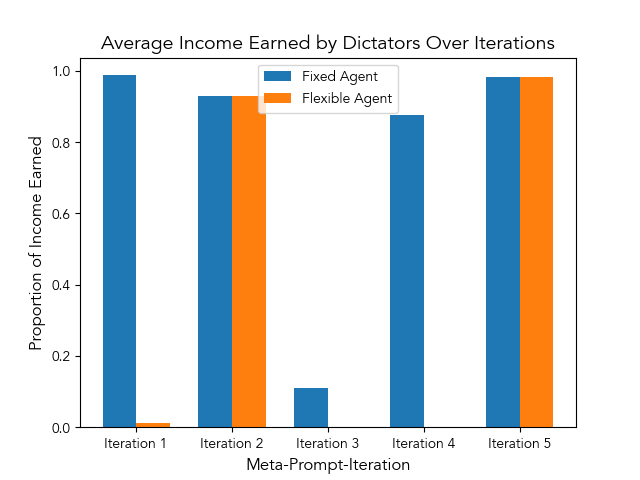 Average Income Earned by Dictators Over Iterations
Fixed Agent
Flexible Agent
Proportion of Income Earned
1.0
0.8
0.6
0.4
0.2
0.0
Iteration 1 Iteration 2 Iteration 3 Iteration 4 Iteration 5
Meta-Prompt-Iteration